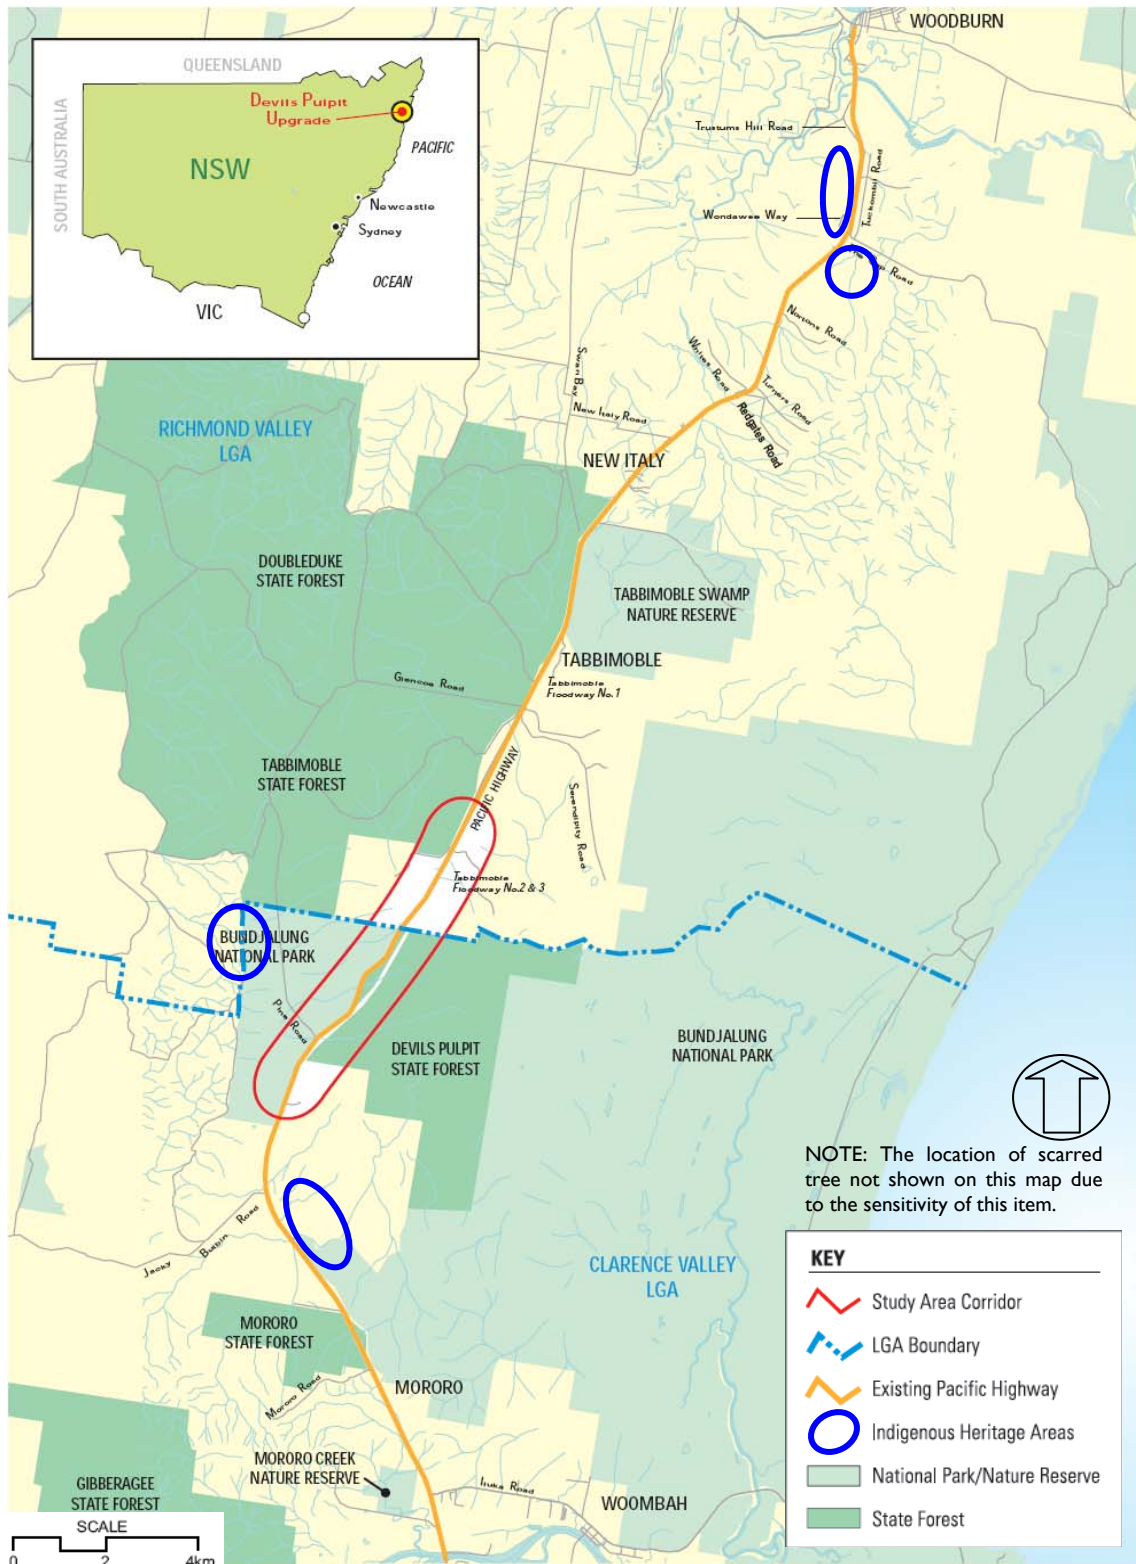 WOODBURN
QUEENSLAND
SOUTH AUSTRALIA
Devils Pulpit
Upgrade
PACIFIC
NSW
Newcastle
Sydney
OCEAN
VIC
Trustums Hill Road
Tuckombil Road
Wondawee Way
Gap Road
Nortons Road
Swan Bay
New Italy Road
Whites Road
Turners Road
Redgates Road
RICHMOND VALLEY
LGA
NEW ITALY
DOUBLEDUKE
STATE FOREST
TABBIMOBLE SWAMP
NATURE RESERVE
TABBIMOBLE
Tabbimoble
Floodway No.1
Glencoe Road
TABBIMOBLE
STATE FOREST
PACIFIC HIGHWAY
Serendipity Road
Tabbimoble
Floodway No.2 & 3
BUNDJALUNG
NATIONAL PARK
Pine Road
DEVILS PULPIT
STATE FOREST
BUNDJALUNG
NATIONAL PARK
NOTE: The location of scarred
tree not shown on this map due
to the sensitivity of this item.
Jacky Bulbin Road
CLARENCE VALLEY
LGA
MORORO
STATE FOREST
Mororo Road
MORORO
MORORO CREEK
NATURE RESERVE
Iluka Road
WOOMBAH
GIBBERAGEE
STATE FOREST
SCALE
0 2 4km
KEY
Study Area Corridor
LGA Boundary
Existing Pacific Highway
Indigenous Heritage Areas
National Park/Nature Reserve
State Forest